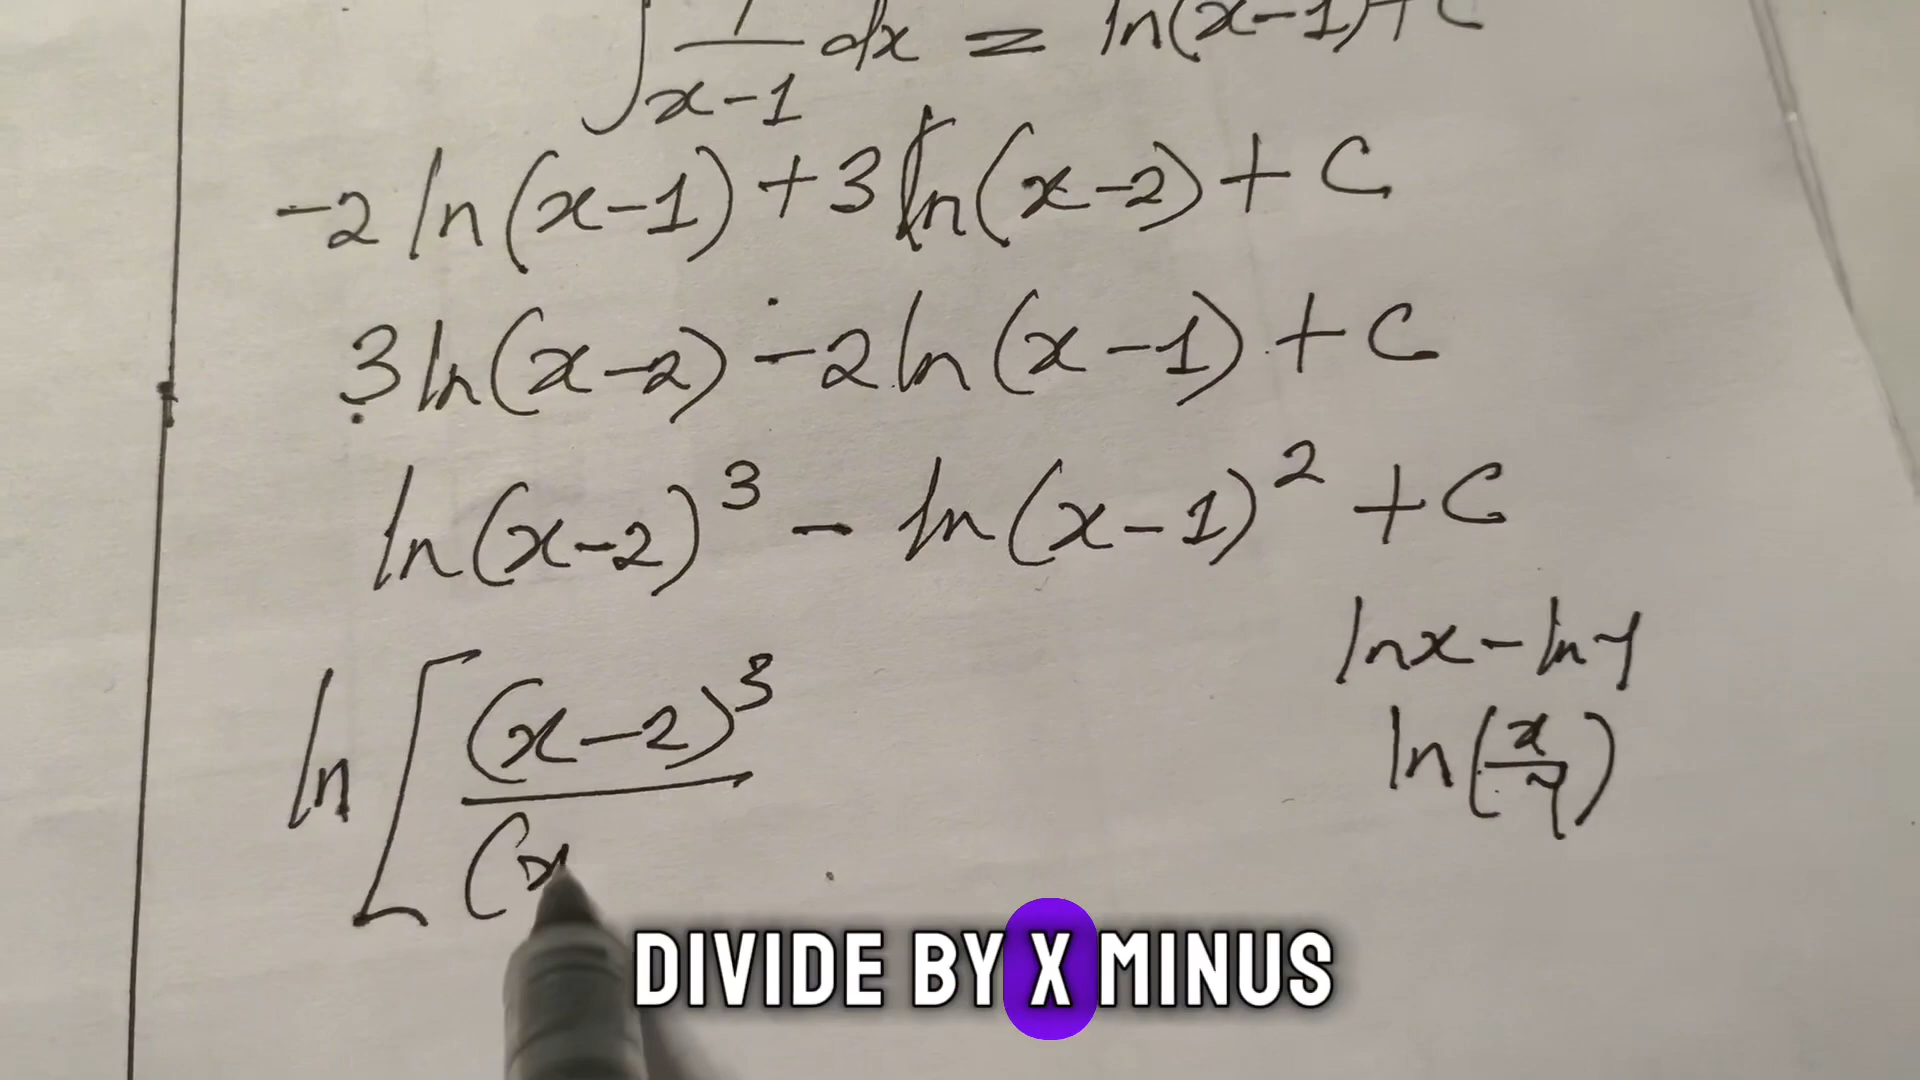 ∫ 1/(x-1) dx = ln(x-1)+C
-2 ln(x-1) + 3 ln(x-2) + C
3 ln(x-2) - 2 ln(x-1) + C
ln(x-2)³ - ln(x-1)² + C
lnx - ln y
ln(x/y)
ln[(x-2)³/(x
DIVIDE BY X MINUS